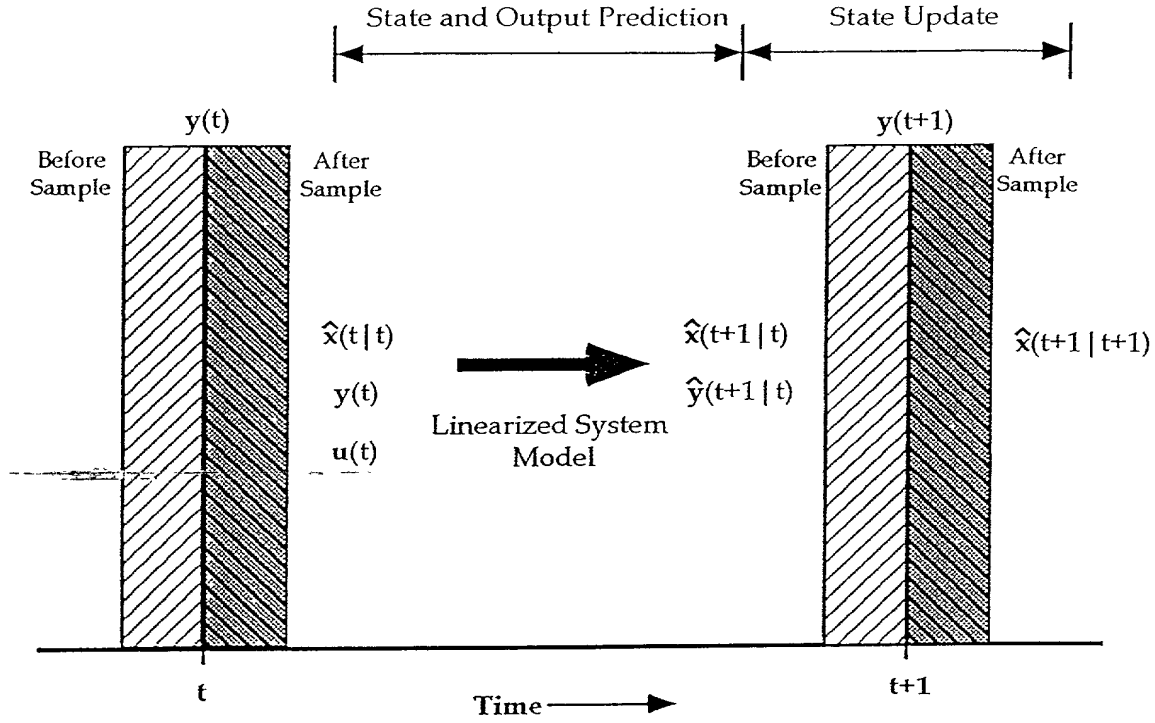 State and Output Prediction
State Update
y(t)
y(t+1)
Before
Sample
After
Sample
Before
Sample
After
Sample
x̂(t|t)
y(t)
u(t)
Linearized System
Model
x̂(t+1|t)
ŷ(t+1|t)
x̂(t+1|t+1)
t
t+1
Time